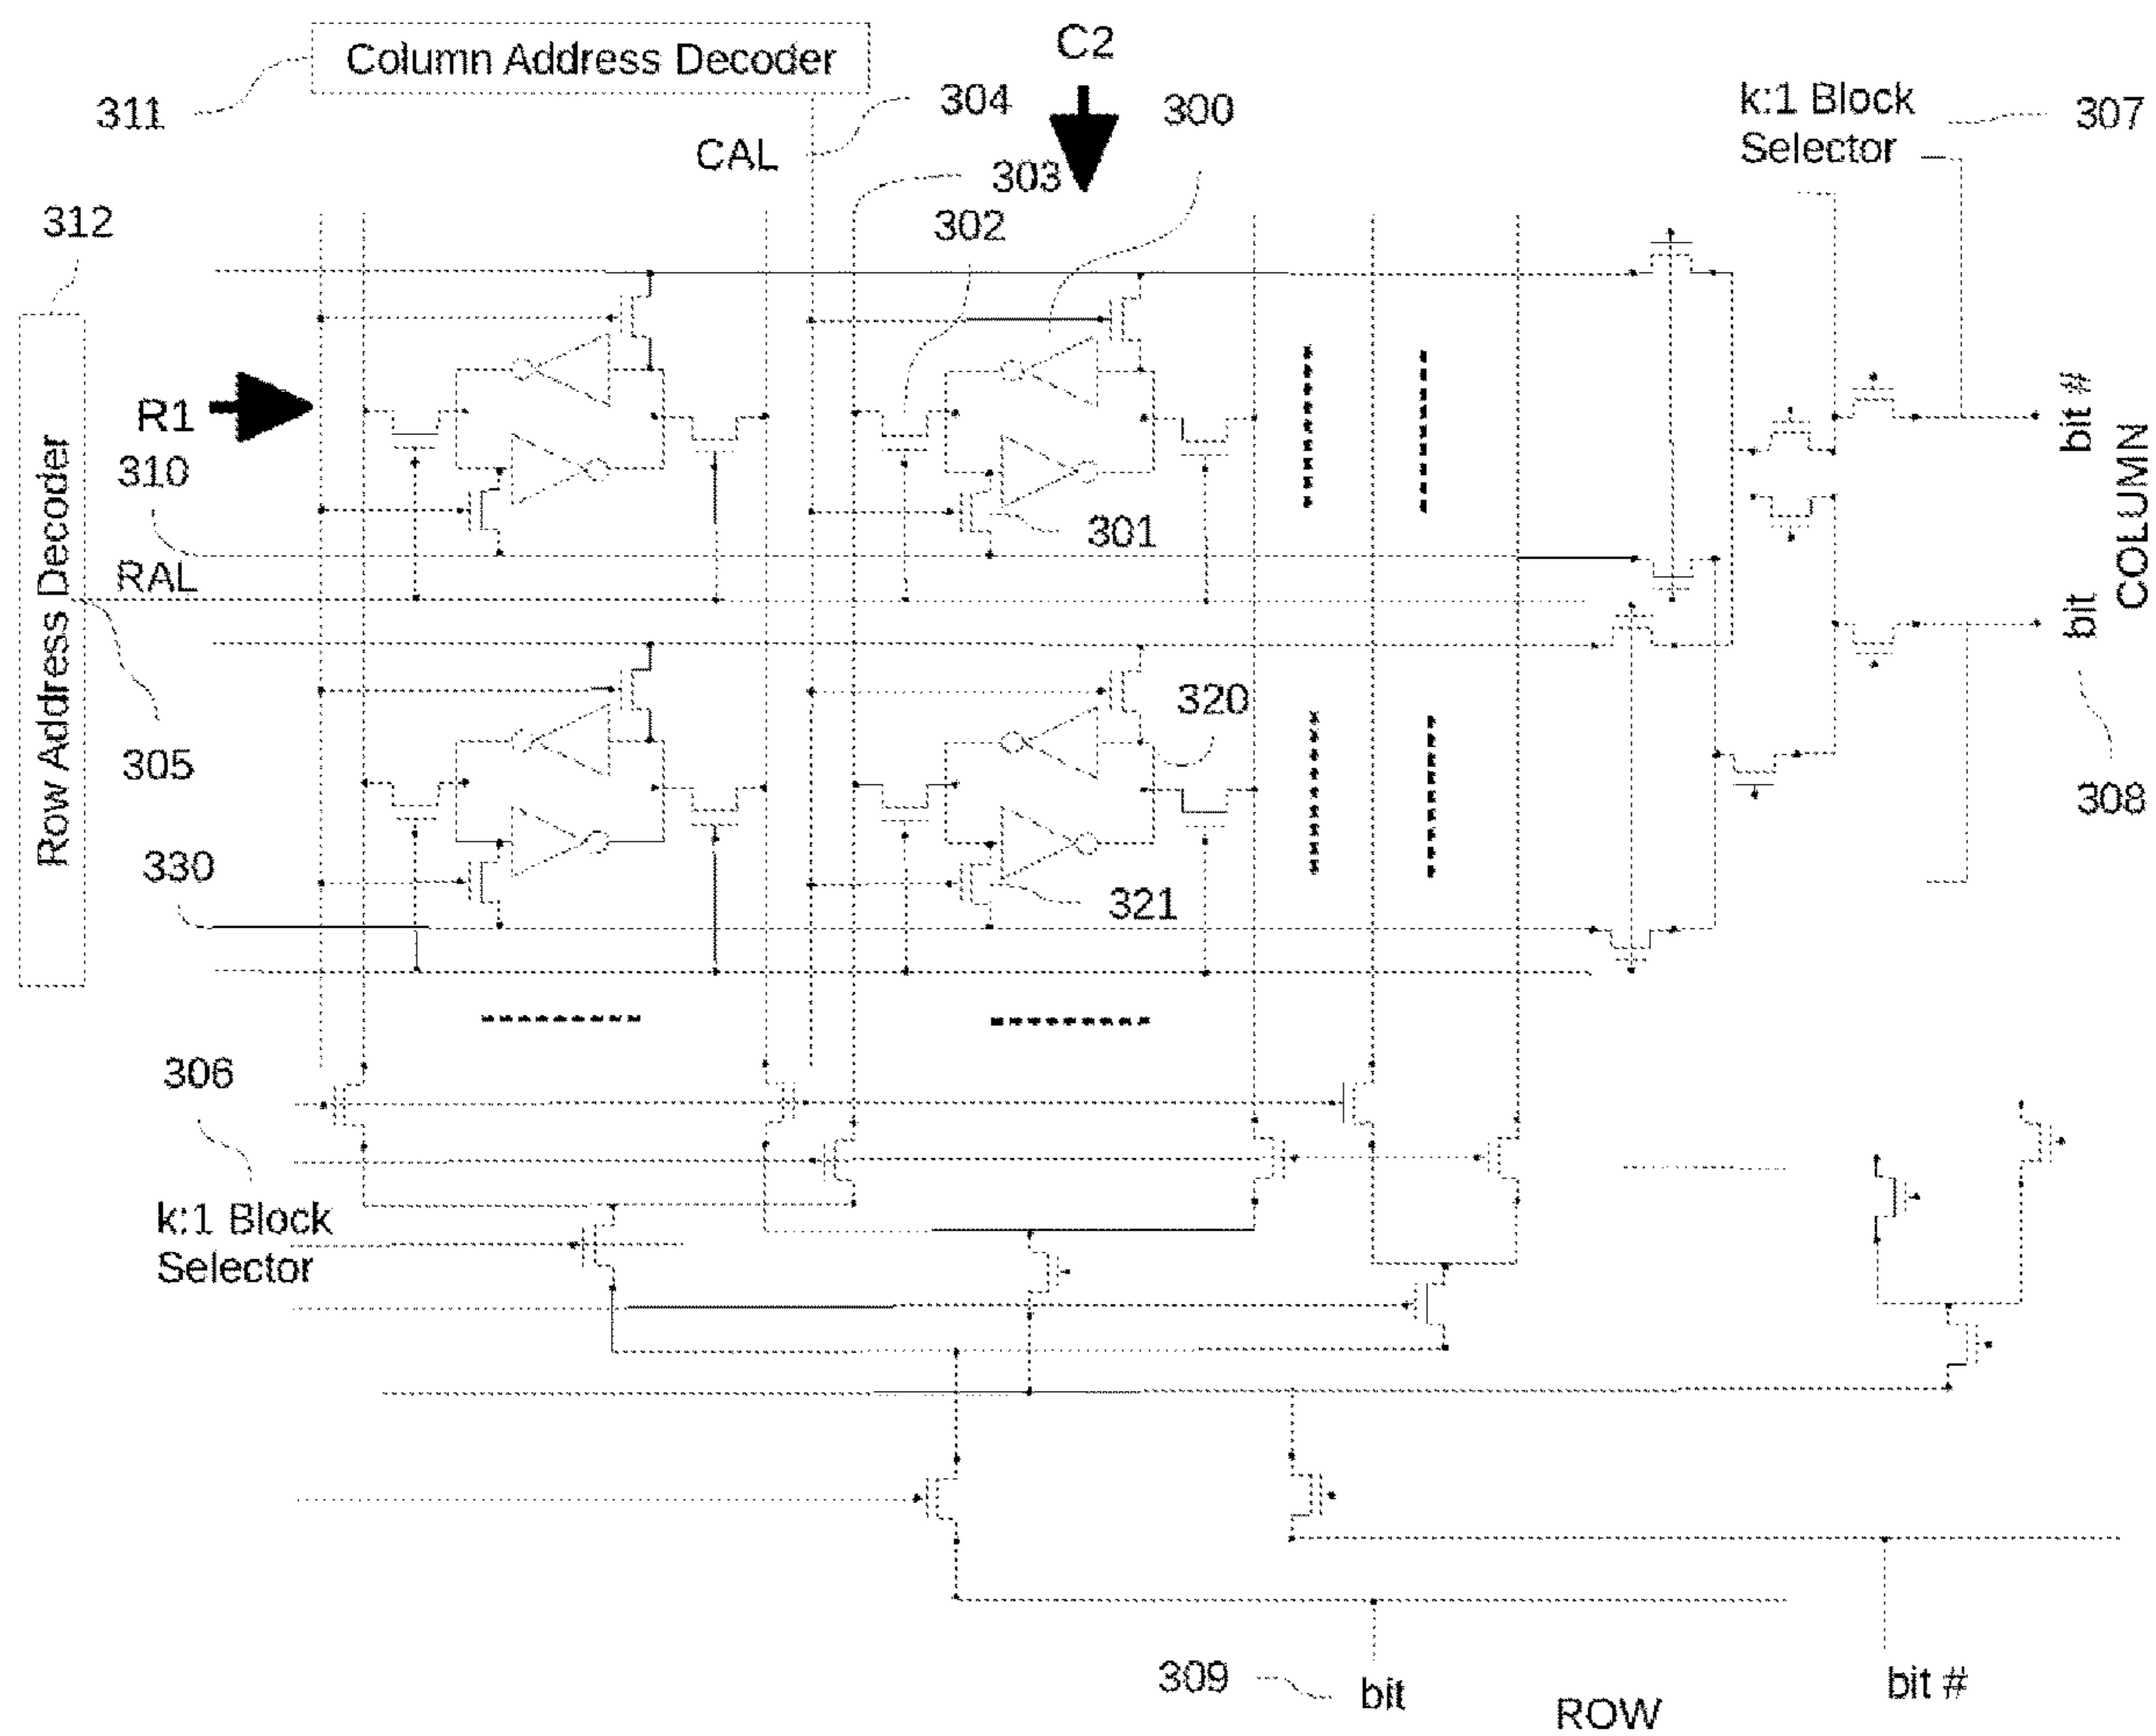 Column Address Decoder
C2
311
304
300
k:1 Block
Selector
307
CAL
303
302
312
R1
310
Row Address Decoder
RAL
301
bit #
COLUMN
bit
305
320
308
330
321
306
k:1 Block
Selector
309
bit
bit #
ROW